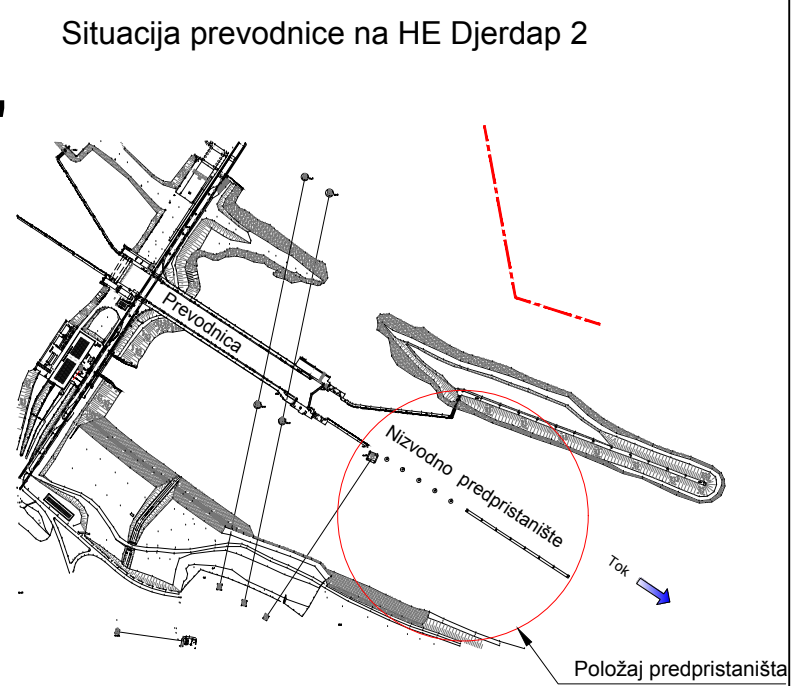 Situacija prevodnice na HE Djerdap 2
Prevodnica
Nizvodno predpristanište
Tok
Položaj predpristaništa